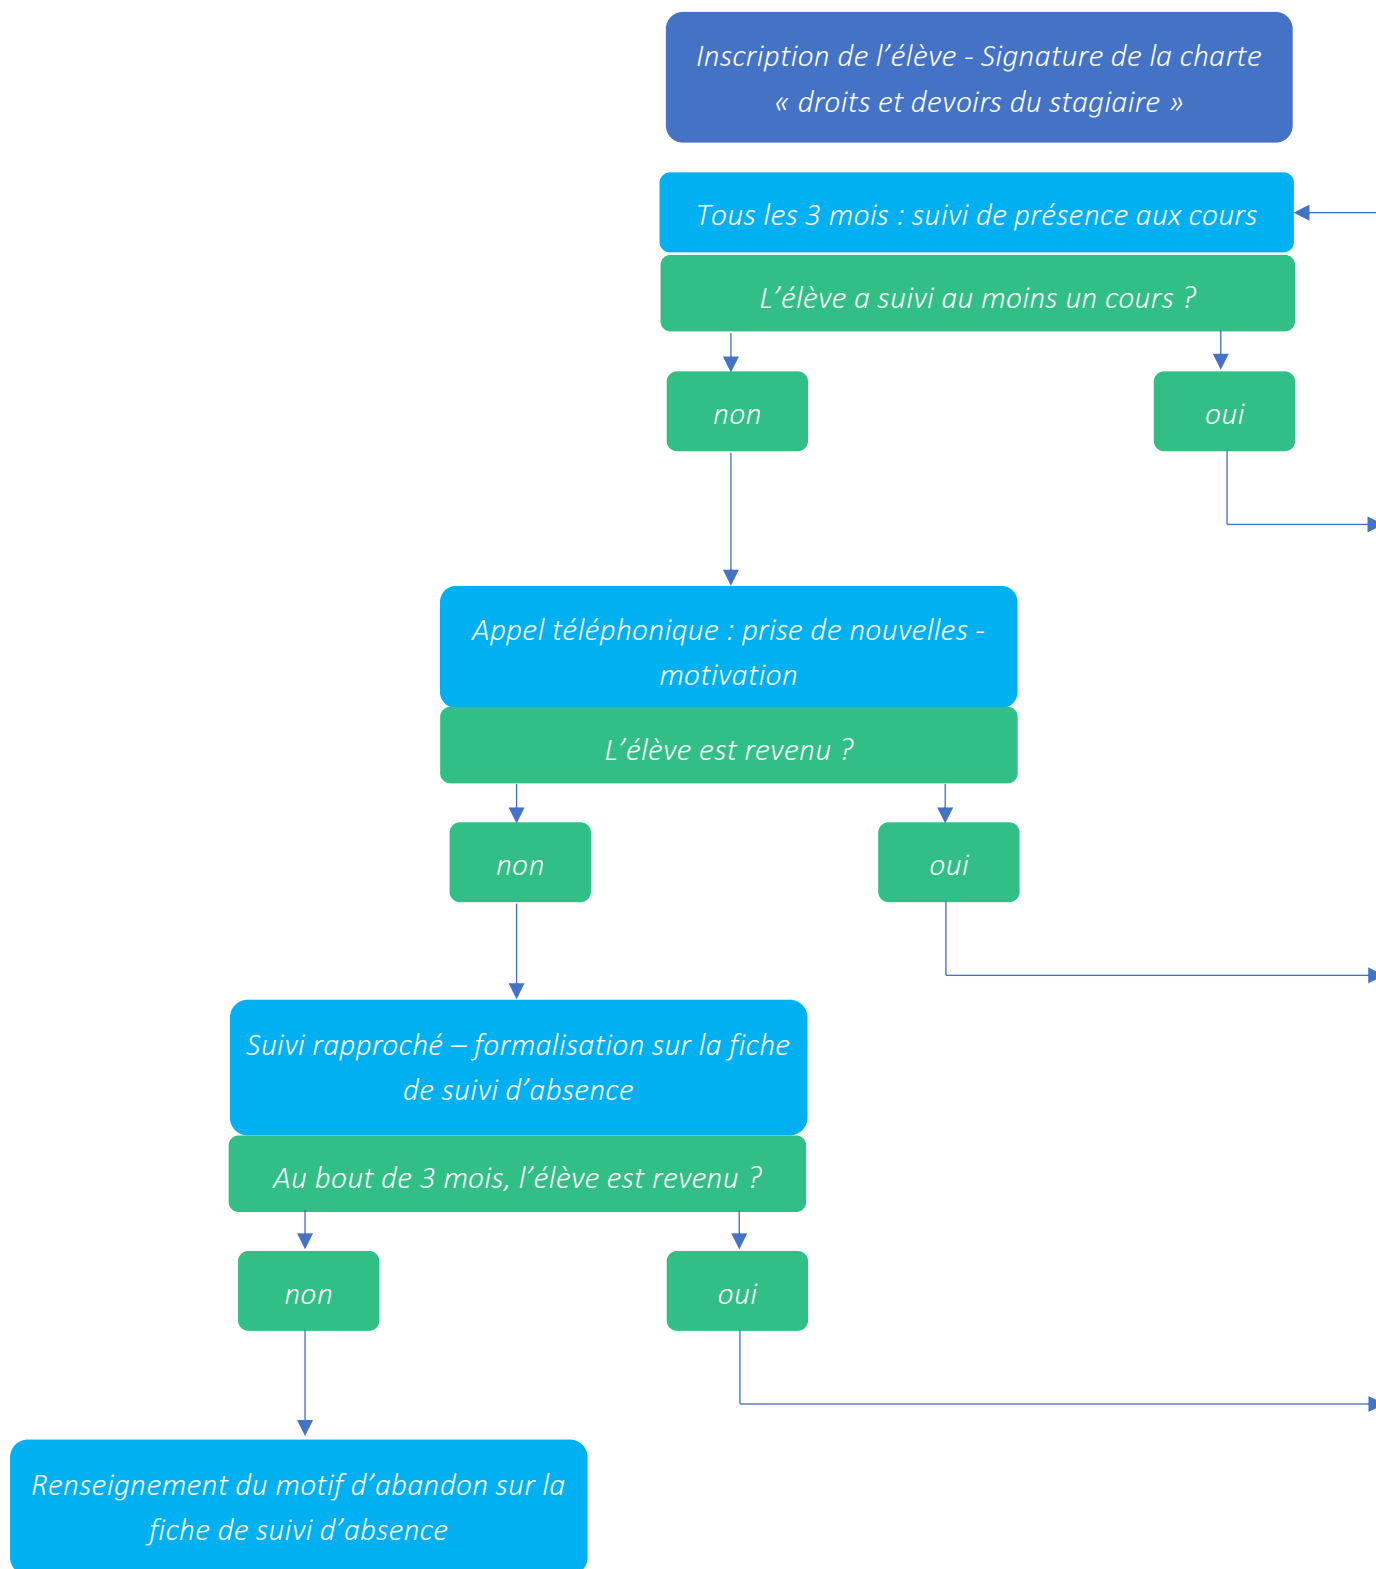 Inscription de l’élève - Signature de la charte
« droits et devoirs du stagiaire »
Tous les 3 mois : suivi de présence aux cours
L’élève a suivi au moins un cours ?
non
oui
Appel téléphonique : prise de nouvelles -
motivation
L’élève est revenu ?
non
oui
Suivi rapproché – formalisation sur la fiche
de suivi d’absence
Au bout de 3 mois, l’élève est revenu ?
non
oui
Renseignement du motif d’abandon sur la
fiche de suivi d’absence